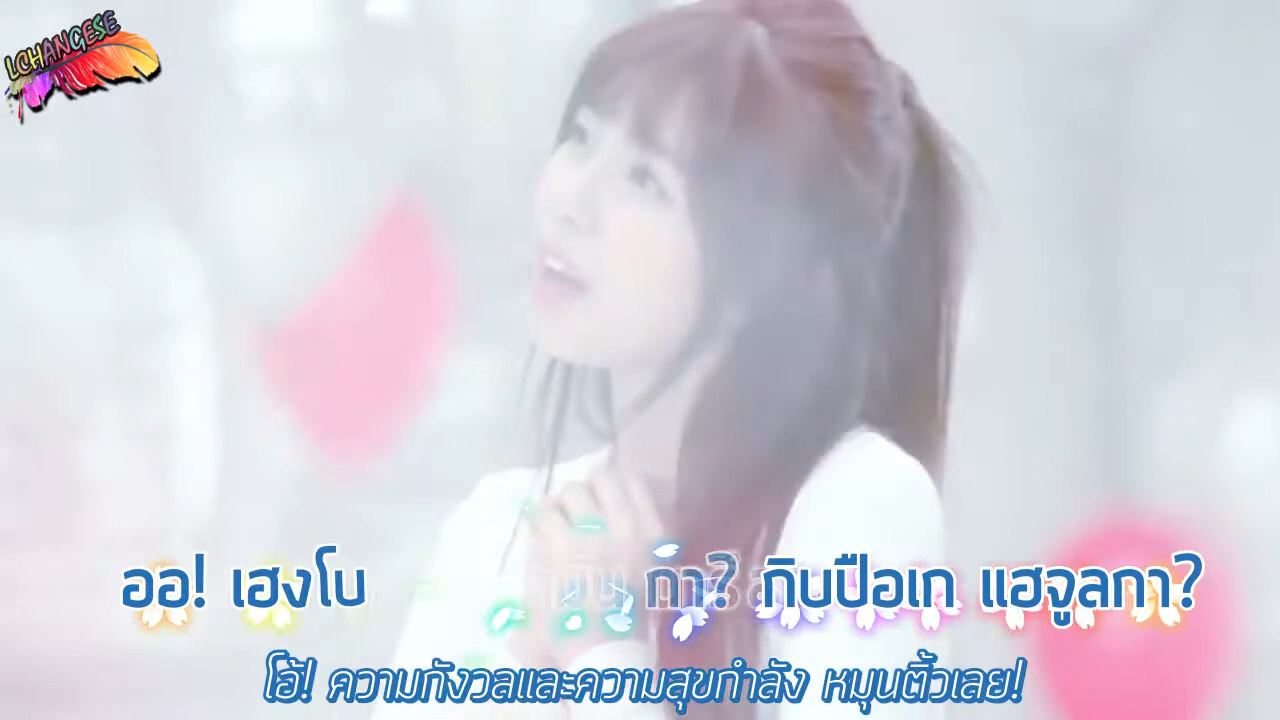 LCHANGESE
ออ! เฮงโบ กา? กิบปือเก แฮจูลกา?
โอ้! ความกังวลและความสุขกำลัง หมุนติ้วเลย!